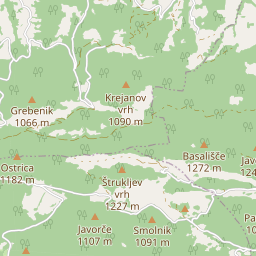 Krejanov
vrh
1090 m
Grebenik
1066 m
Basališče
1272 m
Ostrica
1182 m
Štrukljev
vrh
1227 m
Javorče
1107 m
Smolnik
1091 m